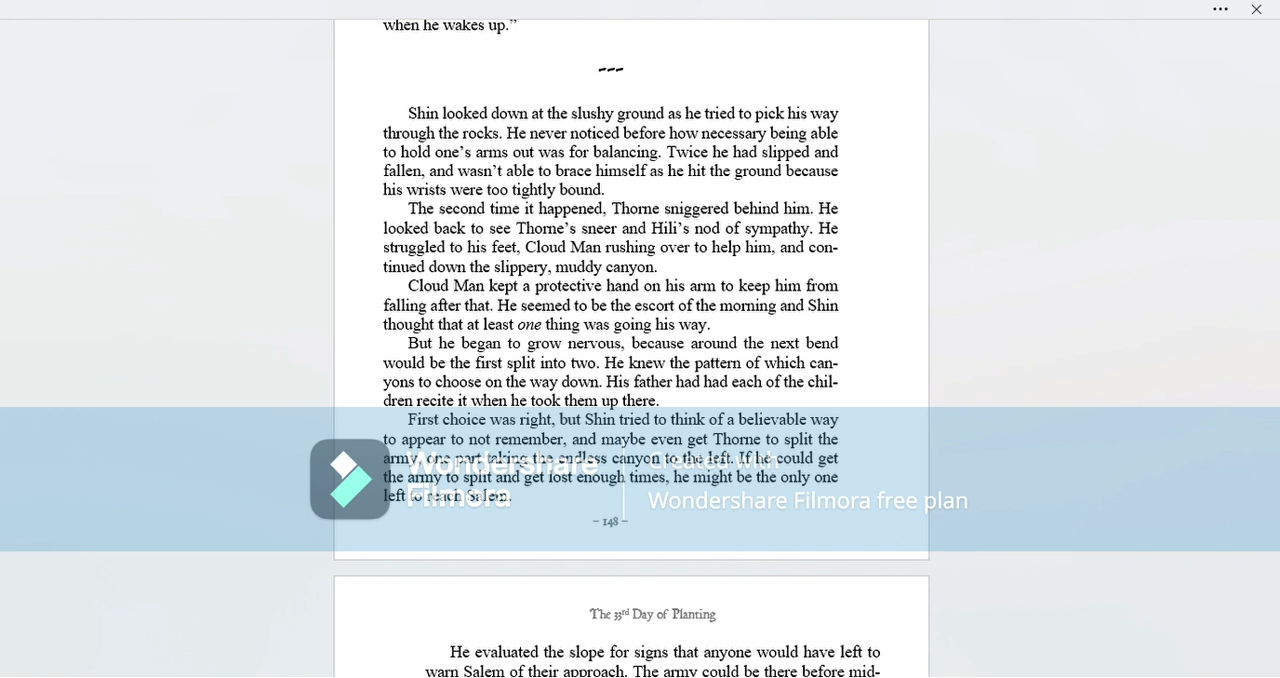 when he wakes up.”
---
Shin looked down at the slushy ground as he tried to pick his way
through the rocks. He never noticed before how necessary being able
to hold one’s arms out was for balancing. Twice he had slipped and
fallen, and wasn’t able to brace himself as he hit the ground because
his wrists were too tightly bound.
The second time it happened, Thorne sniggered behind him. He
looked back to see Thorne’s sneer and Hili’s nod of sympathy. He
struggled to his feet, Cloud Man rushing over to help him, and con-
tinued down the slippery, muddy canyon.
Cloud Man kept a protective hand on his arm to keep him from
falling after that. He seemed to be the escort of the morning and Shin
thought that at least one thing was going his way.
But he began to grow nervous, because around the next bend
would be the first split into two. He knew the pattern of which can-
yons to choose on the way down. His father had had each of the chil-
dren recite it when he took them up there.
First choice was right, but Shin tried to think of a believable way
to appear to not remember, and maybe even get Thorne to split the
army, one part taking the endless canyon to the left. If he could get
the army to split and get lost enough times, he might be the only one
left to reach Salem.
Wondershare
Filmora
Created with
Wondershare Filmora free plan
– 148 –
The 33rd Day of Planting
He evaluated the slope for signs that anyone would have left to
warn Salem of their approach. The army could be there before mid-